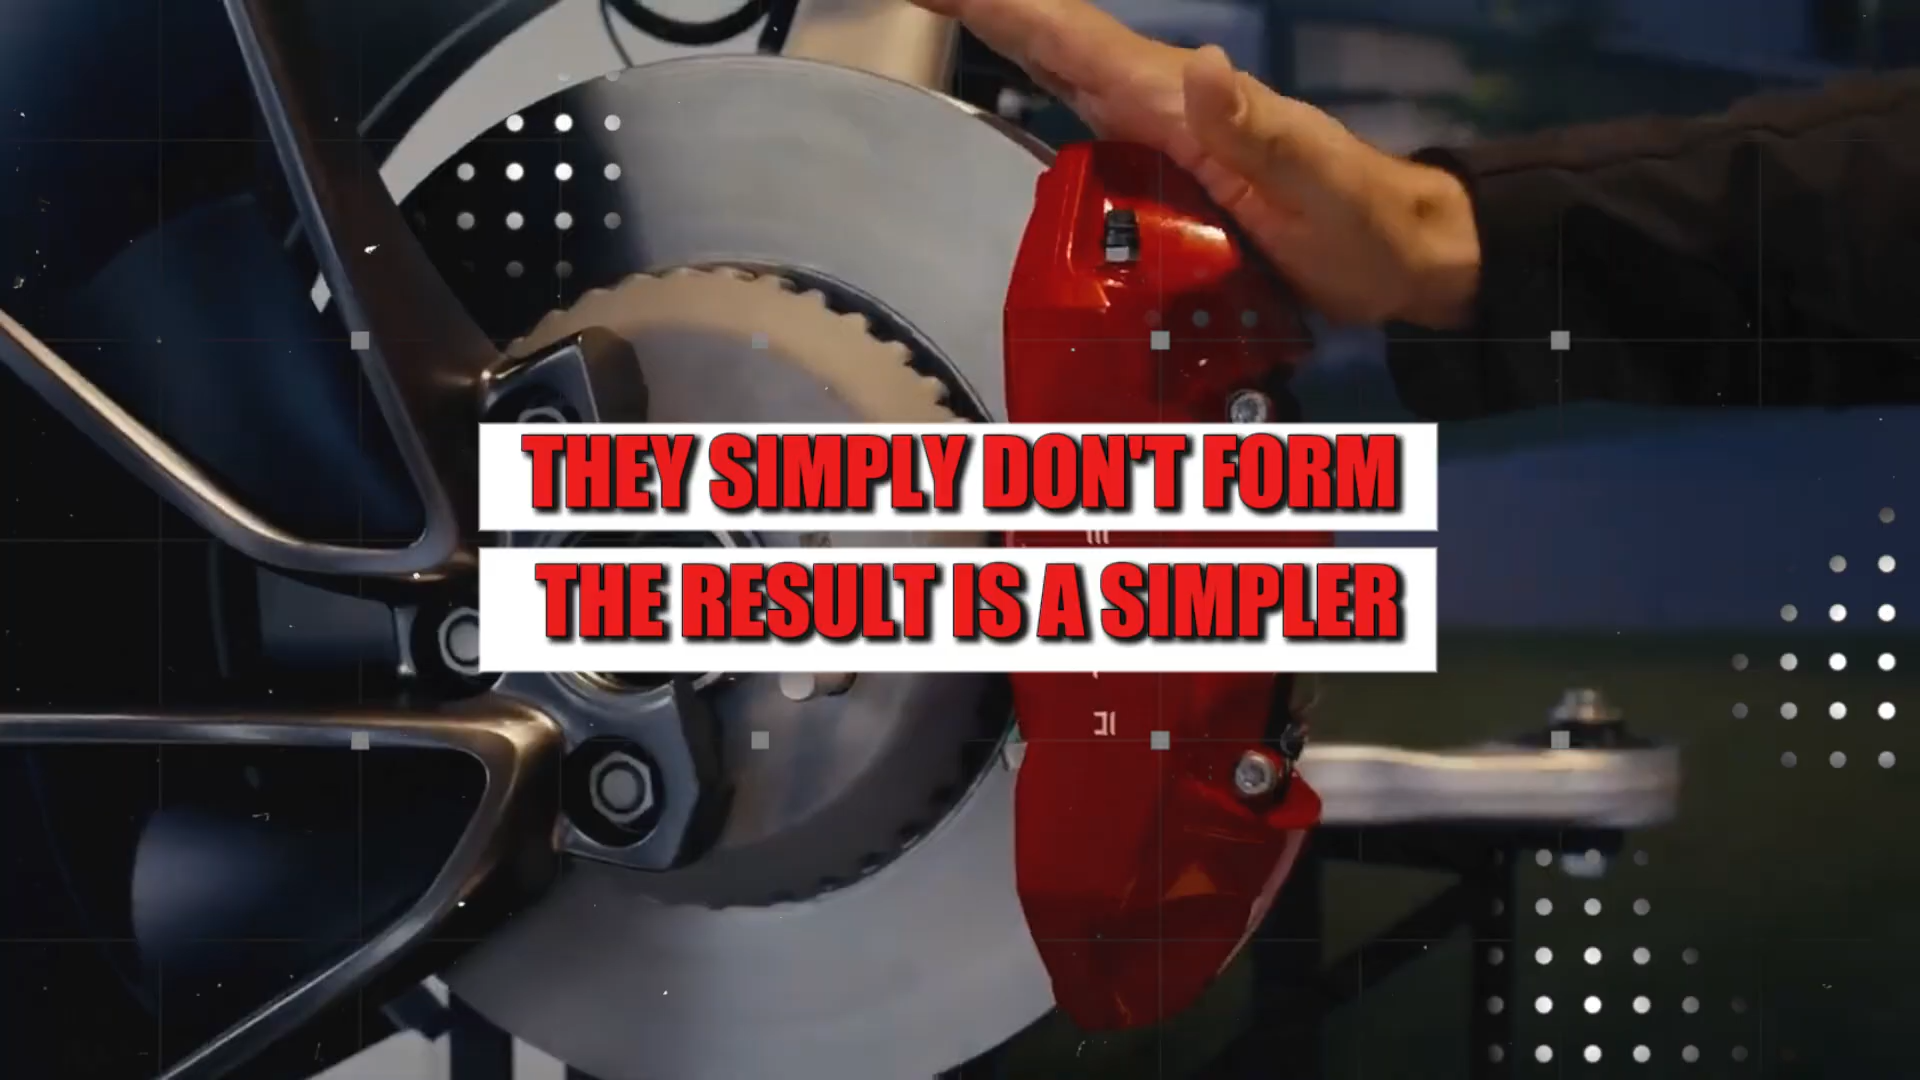 THEY SIMPLY DON'T FORM
THE RESULT IS A SIMPLER